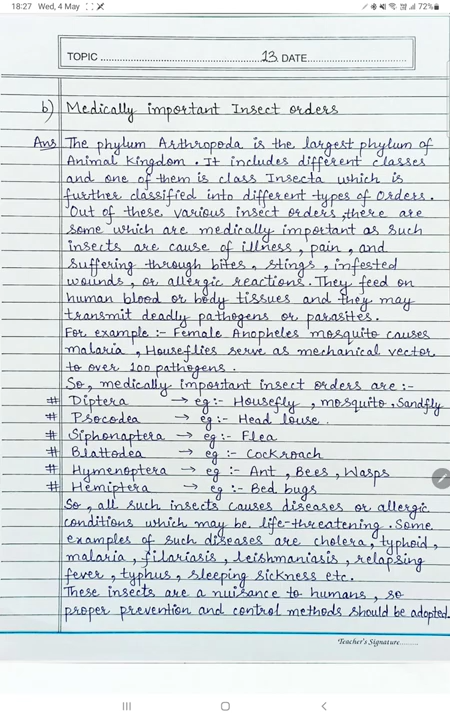 18:27 Wed, 4 May
72%
TOPIC 13. DATE
b) Medically important Insect orders
Ans The phylum Arthropoda is the largest phylum of
Animal Kingdom. It includes different classes
and one of them is class Insecta which is
further classified into different types of Orders.
Out of these various insect orders, there are
some which are medically important as such
insects are cause of illness, pain, and
suffering through bites, stings, infested
wounds, or allergic reactions. They feed on
human blood or body tissues and they may
transmit deadly pathogens or parasites.
For example :- Female Anopheles mosquito causes
malaria, Houseflies serve as mechanical vector
to over 100 pathogens.
So, medically important insect orders are :-
# Diptera → eg :- Housefly, mosquito, Sandfly
# Psocodea → eg :- Head louse.
# Siphonaptera → eg :- Flea
# Blattodea → eg :- Cockroach
# Hymenoptera → eg :- Ant, Bees, Wasps
# Hemiptera → eg :- Bed bugs
So, all such insects causes diseases or allergic
conditions which may be life-threatening. Some
examples of such diseases are cholera, typhoid,
malaria, filariasis, leishmaniasis, relapsing
fever, typhus, sleeping sickness etc.
These insects are a nuisance to humans, so
proper prevention and control methods should be adopted.
Teacher's Signature